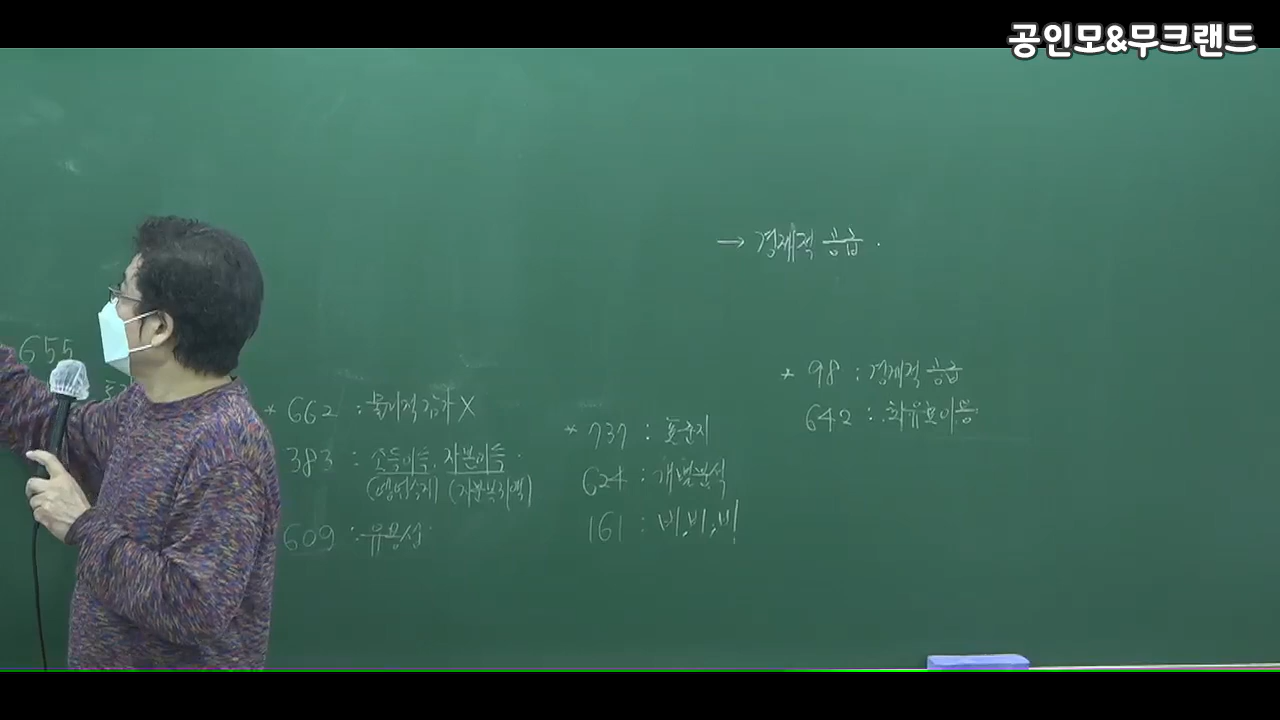 공인모&무크랜드
→ 경제적 공급.
655
* 662 : 물리적 감가 X
383 : 소득이득, 자본이득.
609 : 유용성
* 737 : 표준지
624 : 개별분석
161 : 비, 비, 비
* 98 : 경제적 공급
642 : 최유효이용